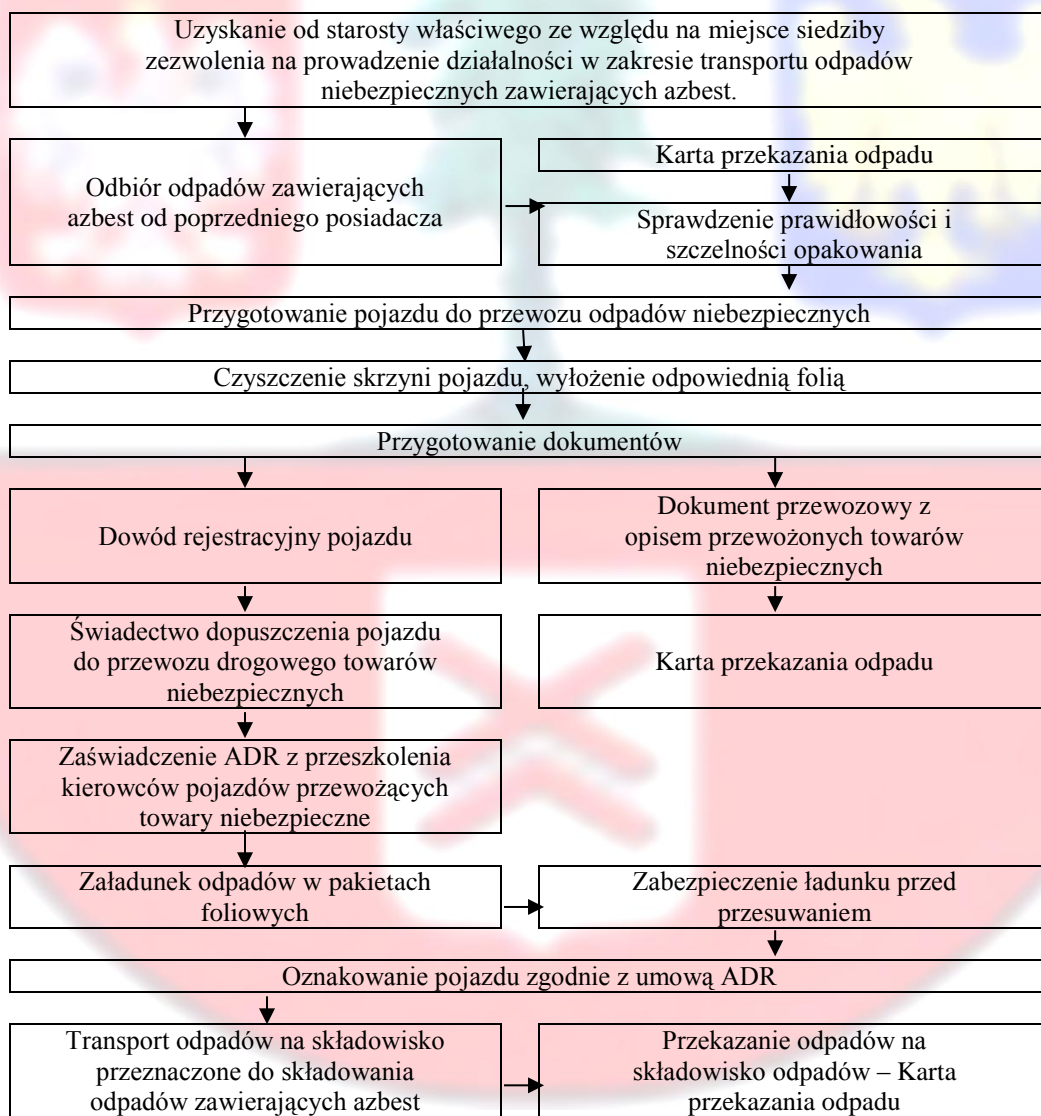 Uzyskanie od starosty właściwego ze względu na miejsce siedziby
zezwolenia na prowadzenie działalności w zakresie transportu odpadów
niebezpiecznych zawierających azbest.
Odbiór odpadów zawierających
azbest od poprzedniego posiadacza
Karta przekazania odpadu
Sprawdzenie prawidłowości i
szczelności opakowania
Przygotowanie pojazdu do przewozu odpadów niebezpiecznych
Czyszczenie skrzyni pojazdu, wyłożenie odpowiednią folią
Przygotowanie dokumentów
Dowód rejestracyjny pojazdu
Dokument przewozowy z
opisem przewożonych towarów
niebezpiecznych
Świadectwo dopuszczenia pojazdu
do przewozu drogowego towarów
niebezpiecznych
Karta przekazania odpadu
Zaświadczenie ADR z przeszkolenia
kierowców pojazdów przewożących
towary niebezpieczne
Załadunek odpadów w pakietach
foliowych
Zabezpieczenie ładunku przed
przesuwaniem
Oznakowanie pojazdu zgodnie z umową ADR
Transport odpadów na składowisko
przeznaczone do składowania
odpadów zawierających azbest
Przekazanie odpadów na
składowisko odpadów – Karta
przekazania odpadu